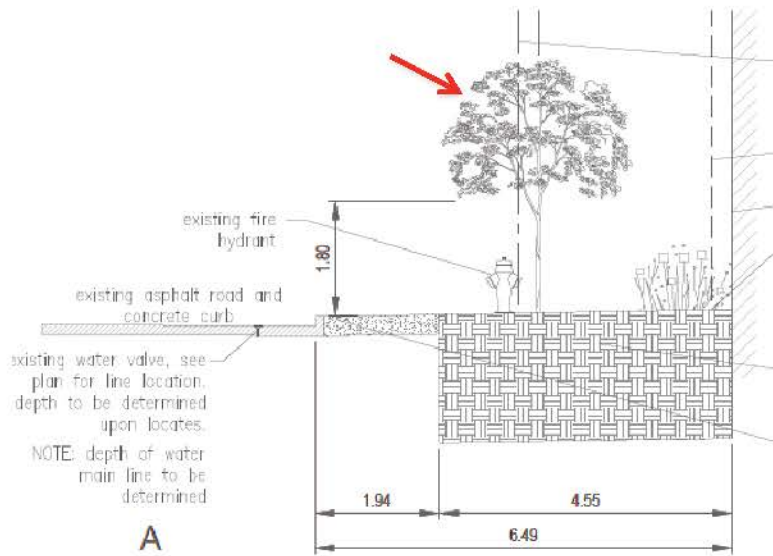 existing fire
hydrant
1.80
existing asphalt road and
concrete curb
existing water valve, see
plan for line location.
depth to be determined
upon locates.
NOTE: depth of water
main line to be
determined
1.94
4.55
6.49
A